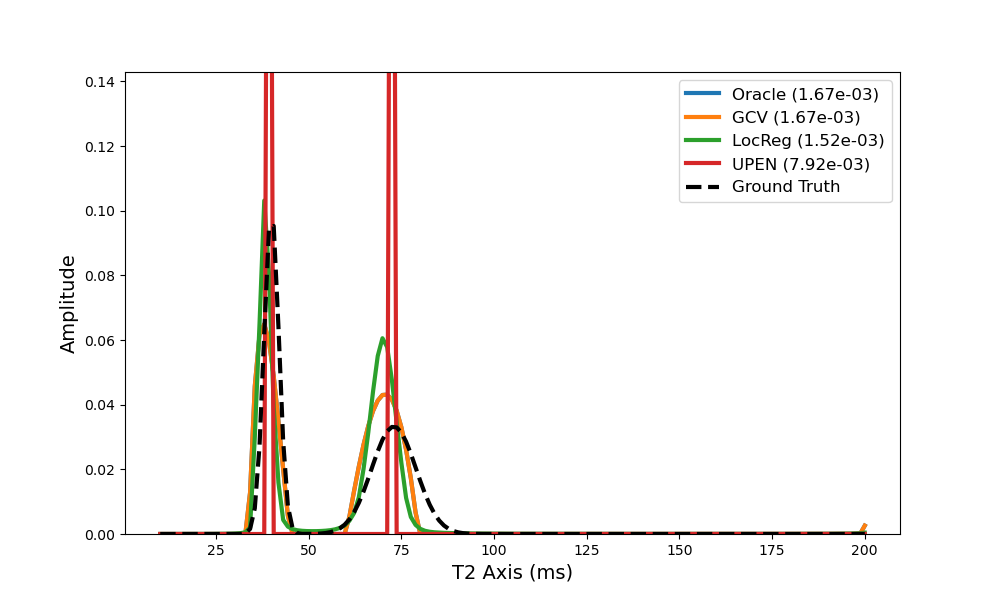 0.14
0.12
0.10
0.08
0.06
0.04
0.02
0.00
Amplitude
25 50 75 100 125 150 175 200
T2 Axis (ms)
Oracle (1.67e-03)
GCV (1.67e-03)
LocReg (1.52e-03)
UPEN (7.92e-03)
Ground Truth